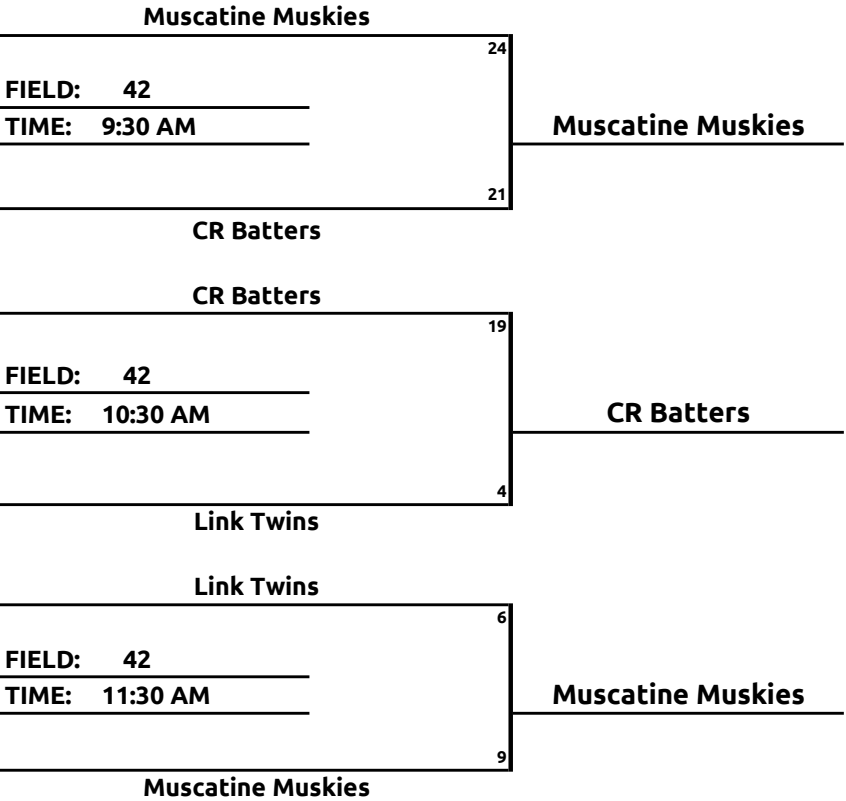 Muscatine Muskies
24
FIELD: 42
TIME: 9:30 AM
Muscatine Muskies
21
CR Batters
CR Batters
19
FIELD: 42
TIME: 10:30 AM
CR Batters
4
Link Twins
Link Twins
6
FIELD: 42
TIME: 11:30 AM
Muscatine Muskies
9
Muscatine Muskies